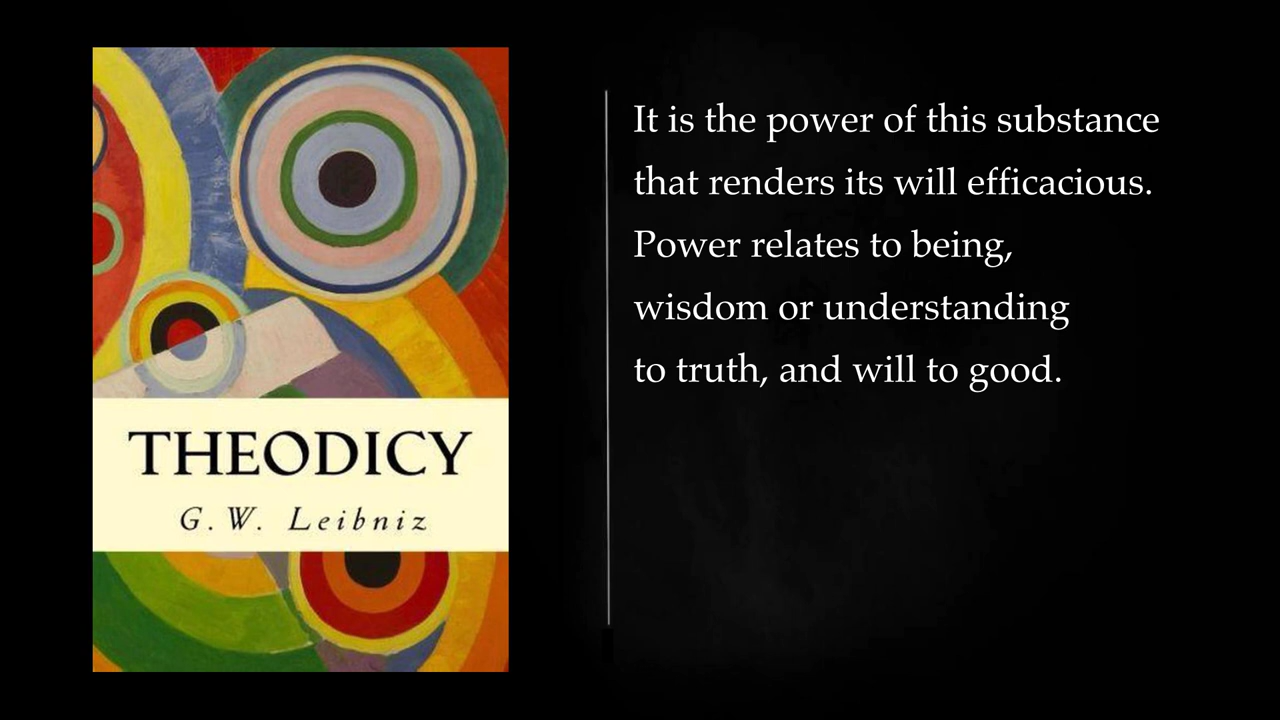 THEODICY
G. W. Leibniz
It is the power of this substance
that renders its will efficacious.
Power relates to being,
wisdom or understanding
to truth, and will to good.